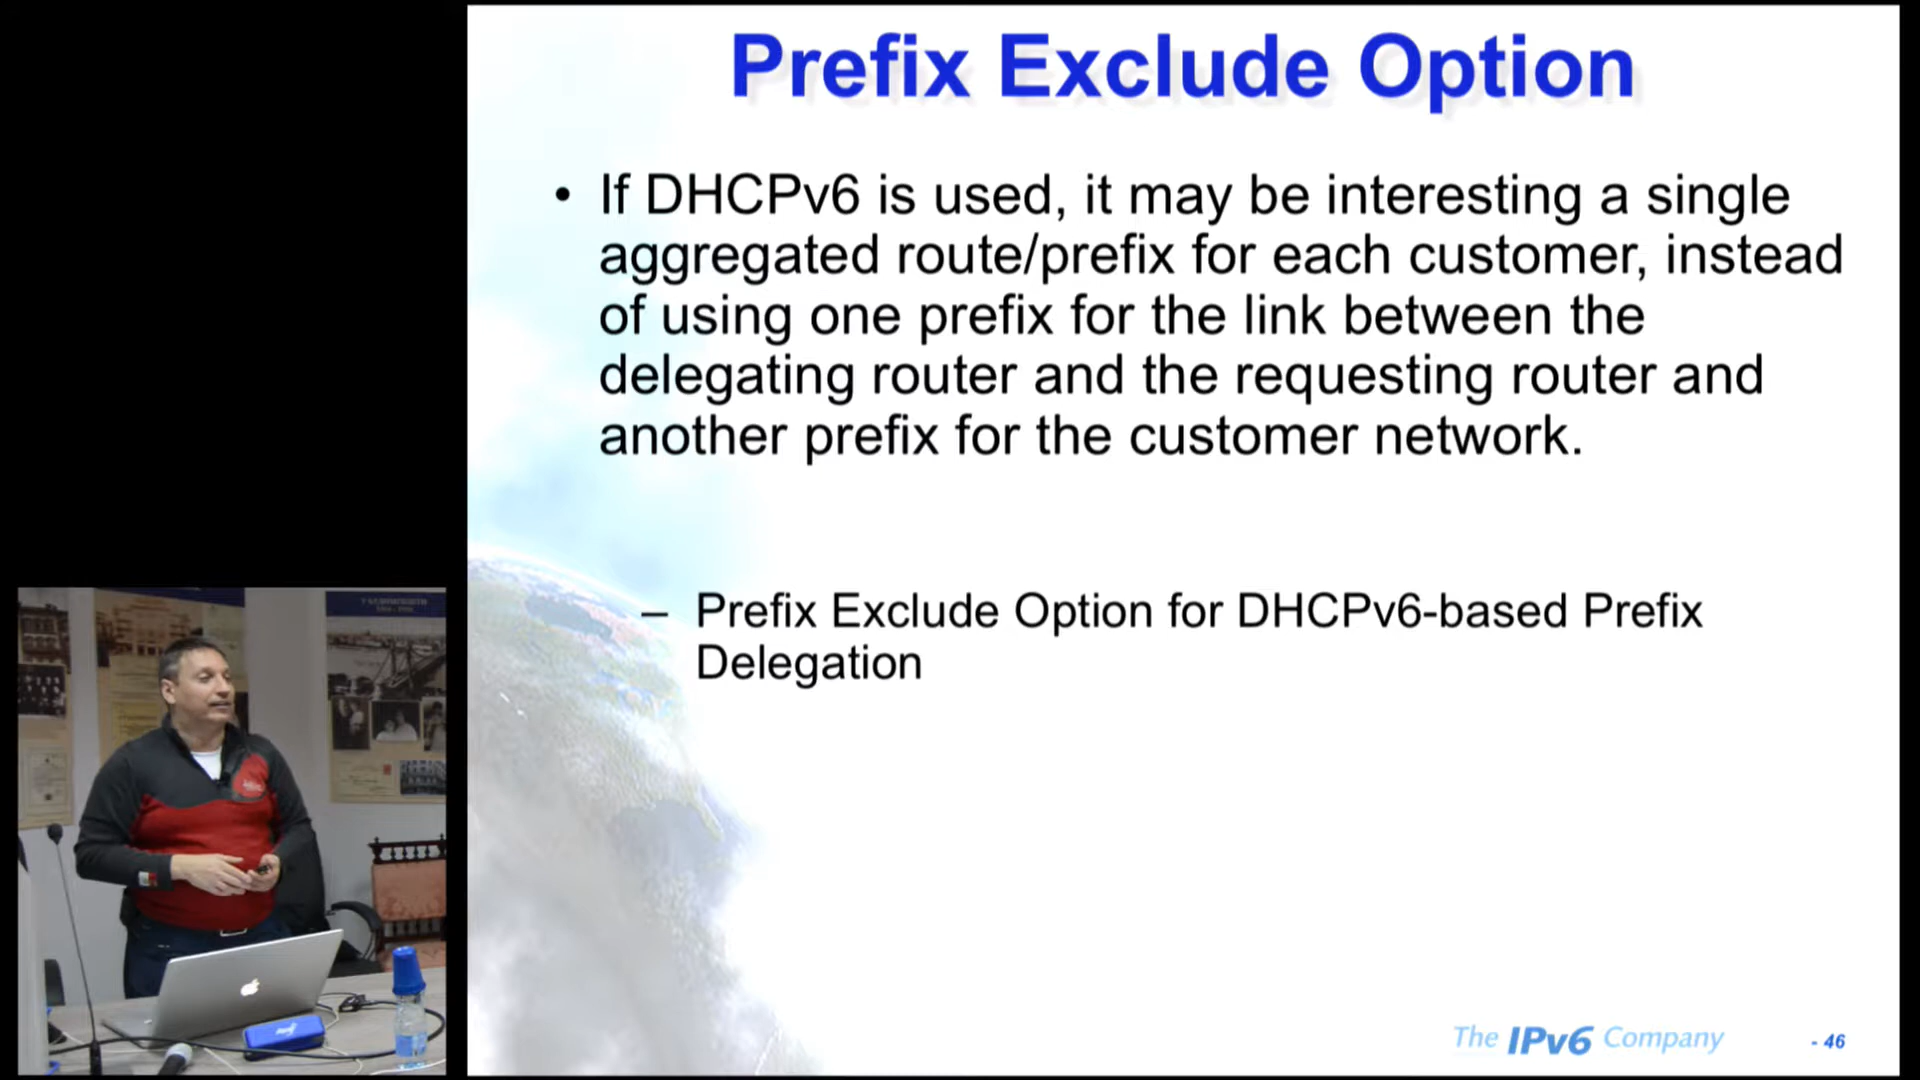 Prefix Exclude Option
• If DHCPv6 is used, it may be interesting a single
aggregated route/prefix for each customer, instead
of using one prefix for the link between the
delegating router and the requesting router and
another prefix for the customer network.
– Prefix Exclude Option for DHCPv6-based Prefix
Delegation
The IPv6 Company
- 46